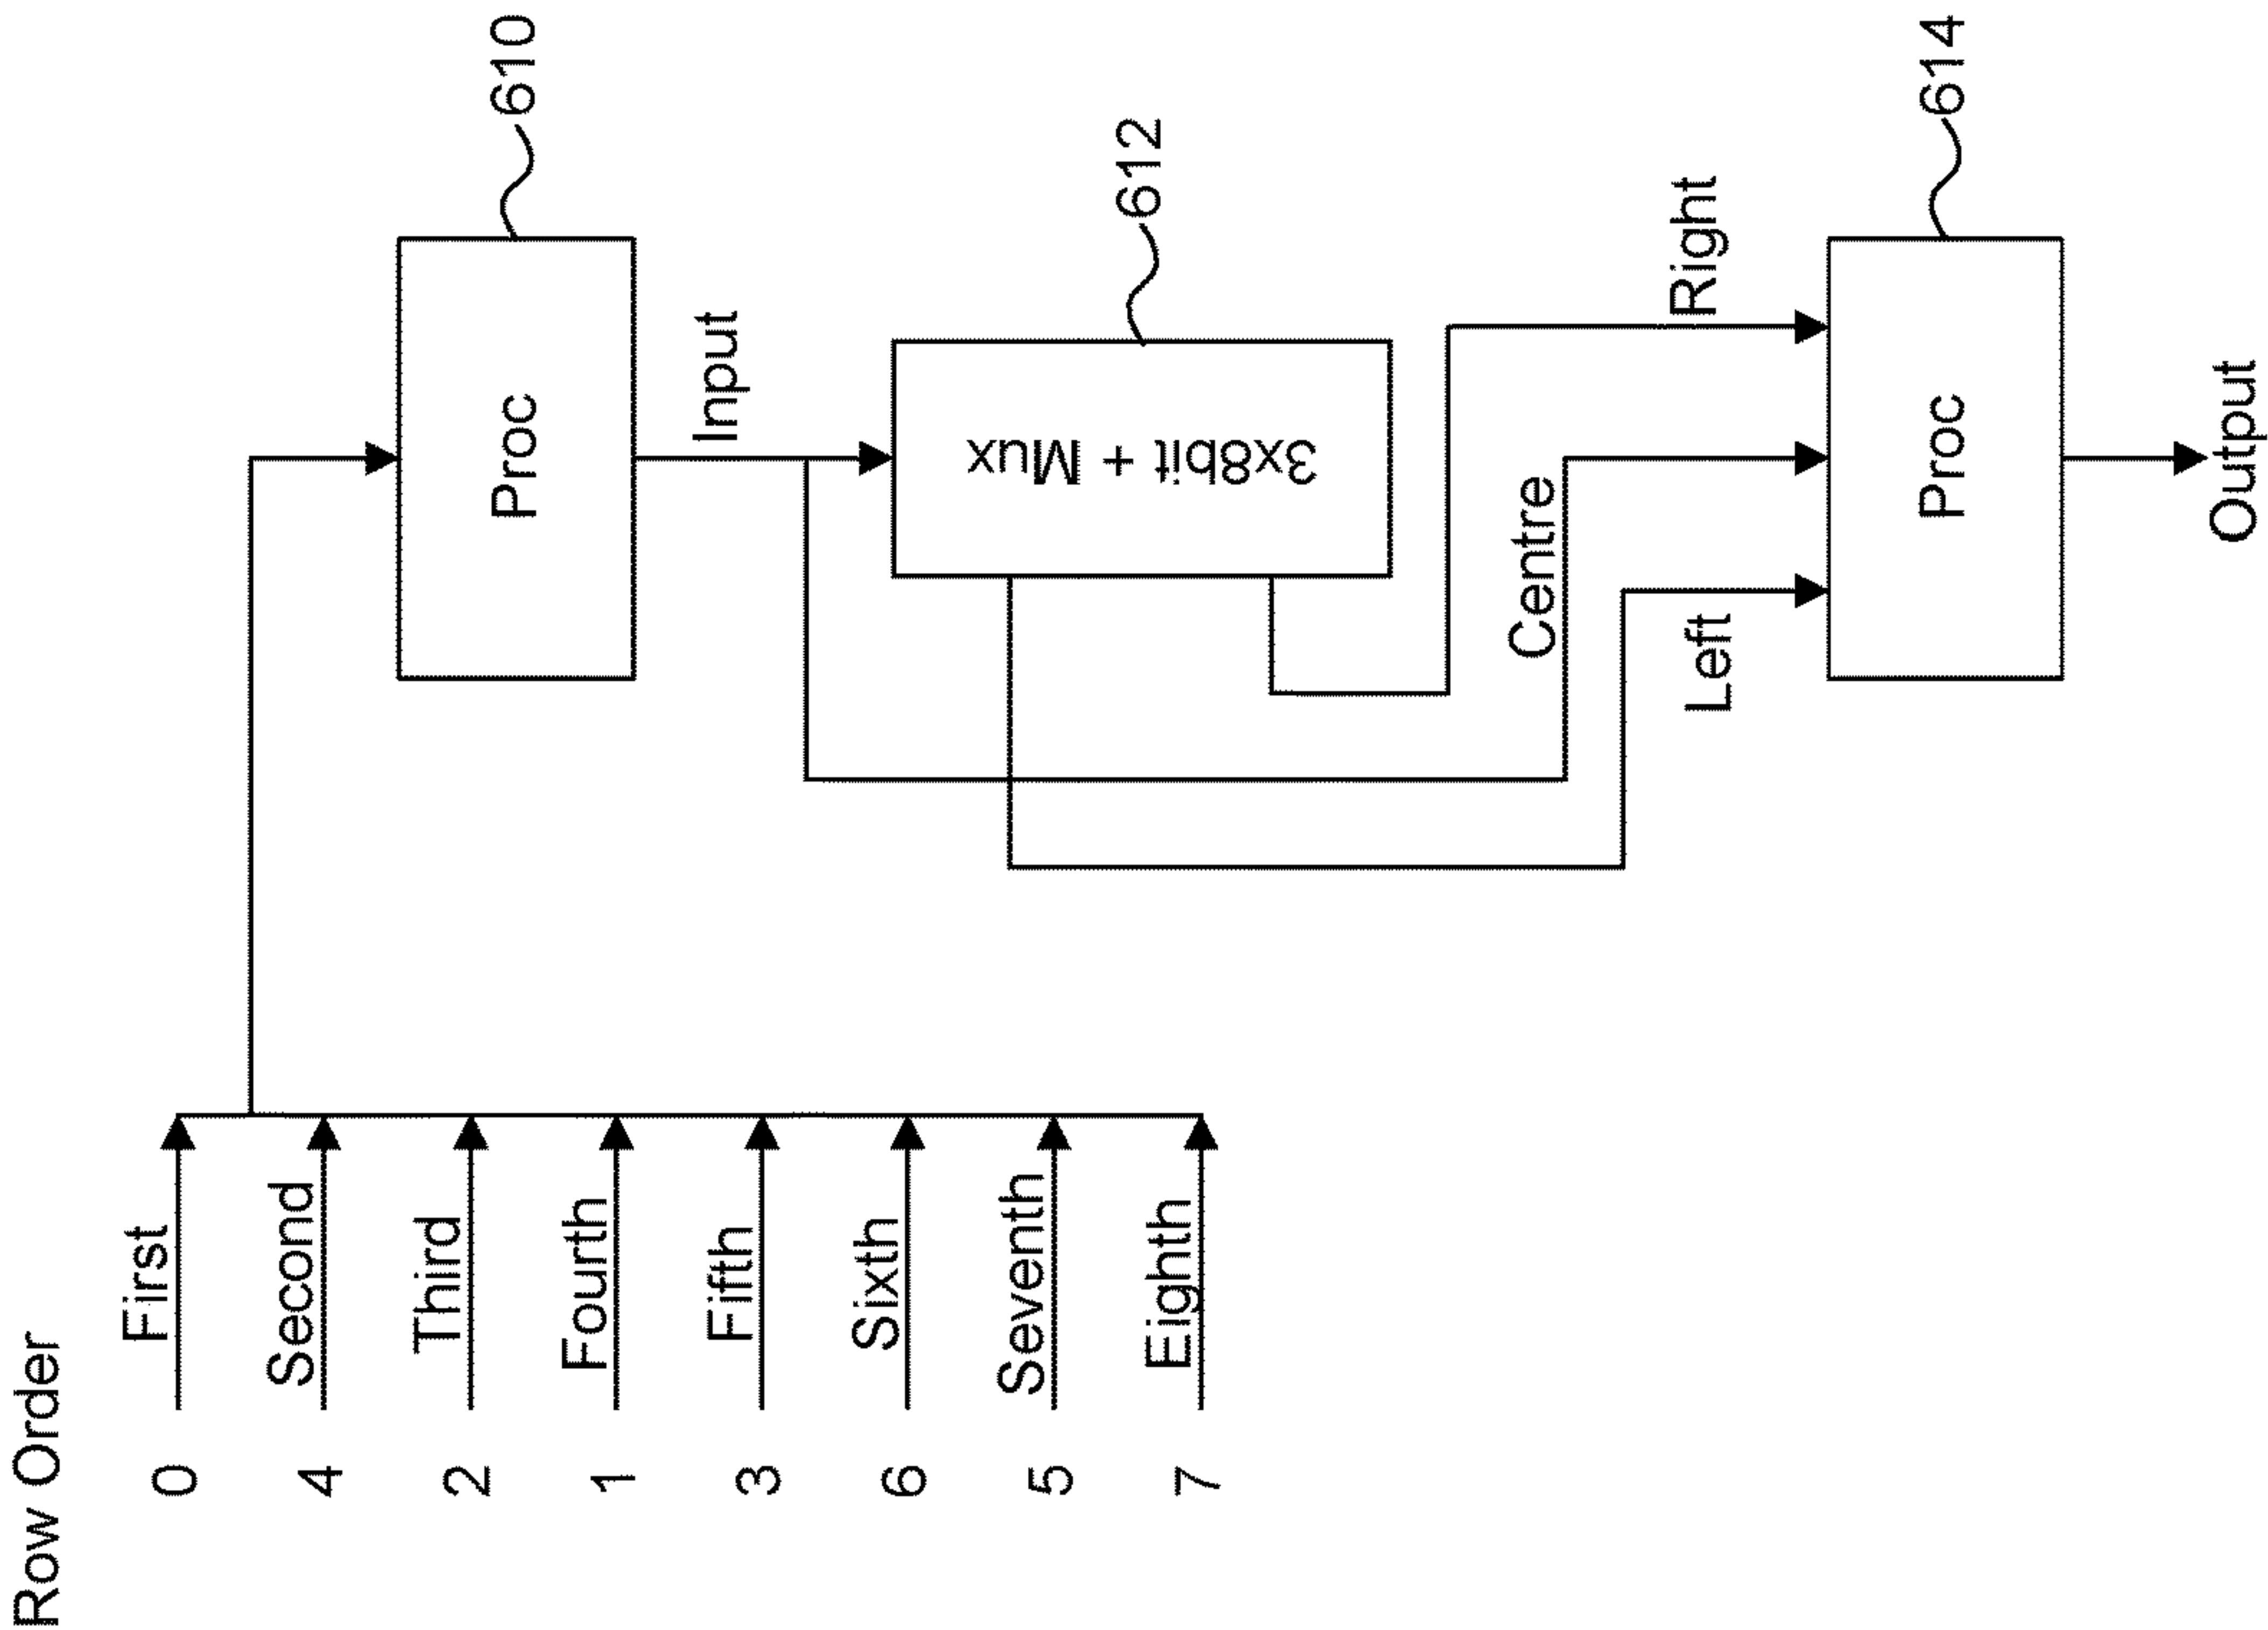 Row Order
0
First
4
Second
2
Third
1
Fourth
3
Fifth
6
Sixth
5
Seventh
7
Eighth
Proc
610
Input
3x8bit + Mux
612
Centre
Left
Right
Proc
614
Output